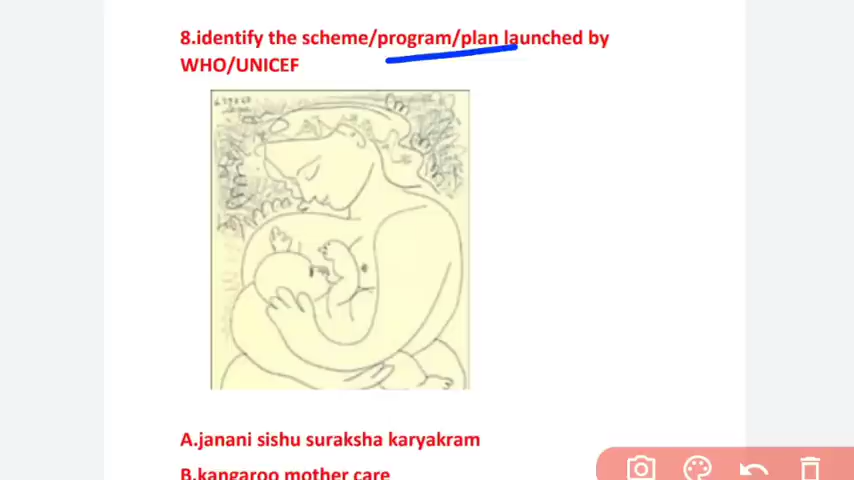 8.identify the scheme/program/plan launched by
WHO/UNICEF
A.janani sishu suraksha karyakram
B.kangaroo mother care